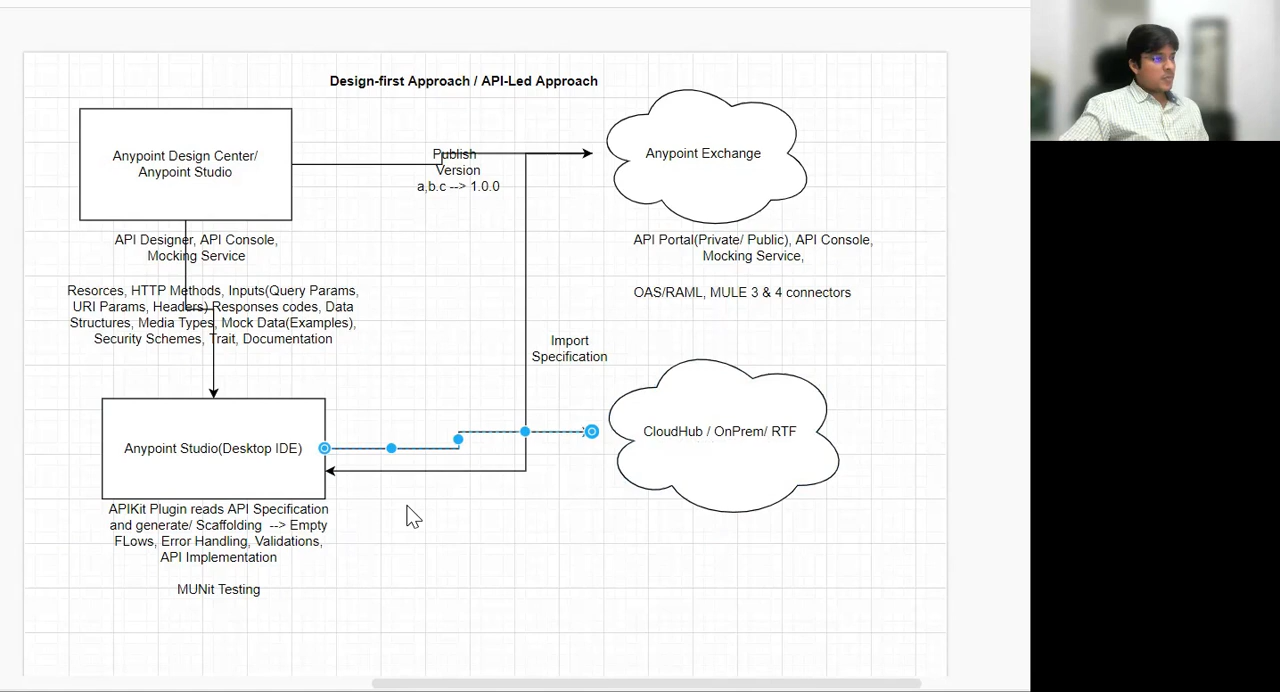 Design-first Approach / API-Led Approach
Anypoint Design Center/
Anypoint Studio
Publish
Version
a,b.c --> 1.0.0
Anypoint Exchange
API Designer, API Console,
Mocking Service
API Portal(Private/ Public), API Console,
Mocking Service,
Resorces, HTTP Methods, Inputs(Query Params,
URI Params, Headers) Responses codes, Data
Structures, Media Types, Mock Data(Examples),
Security Schemes, Trait, Documentation
OAS/RAML, MULE 3 & 4 connectors
Import
Specification
Anypoint Studio(Desktop IDE)
CloudHub / OnPrem/ RTF
APIKit Plugin reads API Specification
and generate/ Scaffolding --> Empty
FLows, Error Handling, Validations,
API Implementation
MUNit Testing